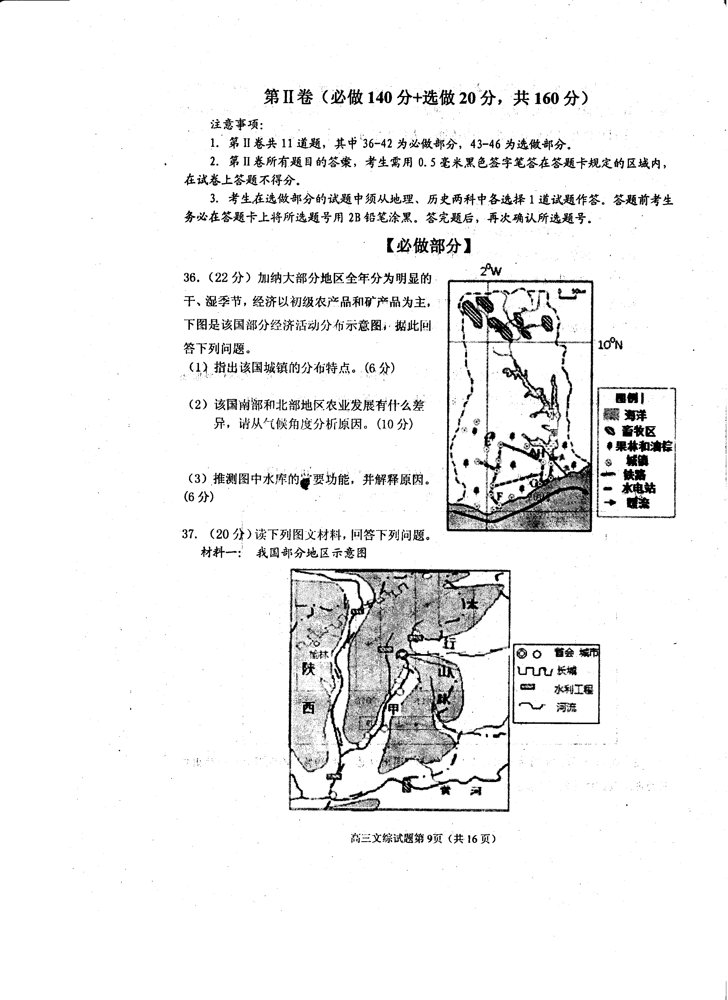 第Ⅱ卷（必做140分+选做20分，共160分）
注意事项：
1. 第Ⅱ卷共11道题，其中36-42为必做部分，43-46为选做部分。
2. 第Ⅱ卷所有题目的答案，考生需用0.5毫米黑色签字笔答在答题卡规定的区域内，
在试卷上答题不得分。
3. 考生在选做部分的试题中须从地理、历史两科中各选择1道试题作答。答题前考生
务必在答题卡上将所选题号用2B铅笔涂黑。答完题后，再次确认所选题号。
【必做部分】
36.（22分）加纳大部分地区全年分为明显的
干、湿季节，经济以初级农产品和矿产品为主，
下图是该国部分经济活动分布示意图，据此回
答下列问题。
（1）指出该国城镇的分布特点。(6分)
（2）该国南部和北部地区农业发展有什么差
异，请从气候角度分析原因。(10分)
（3）推测图中水库的首要功能，并解释原因。
(6分)
2⁰W
10⁰N
E
F
图例
海洋
畜牧区
果林和油棕
城镇
铁路
水电站
暖流
37.（20分）读下列图文材料，回答下列问题。
材料一： 我国部分地区示意图
太
行
山
脉
榆林
陕
西
甲
黄 河
省会 城市
长城
水利工程
河流
高三文综试题第9页（共16页）